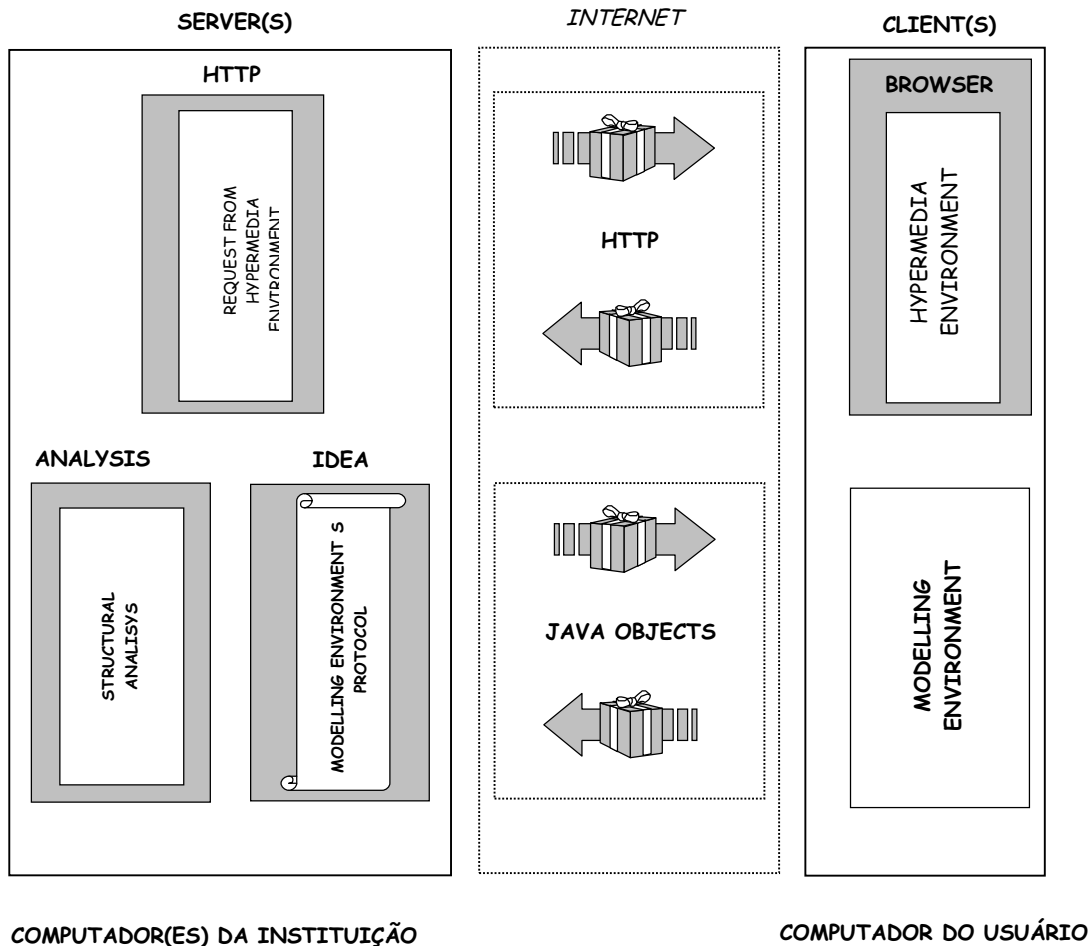 SERVER(S)
INTERNET
CLIENT(S)
HTTP
REQUEST FROM
HYPERMEDIA
ENVIRONMENT
ANALYSIS
STRUCTURAL
ANALISYS
IDEA
MODELLING ENVIRONMENT S
PROTOCOL
HTTP
JAVA OBJECTS
BROWSER
HYPERMEDIA
ENVIRONMENT
MODELLING
ENVIRONMENT
COMPUTADOR(ES) DA INSTITUIÇÃO
COMPUTADOR DO USUÁRIO